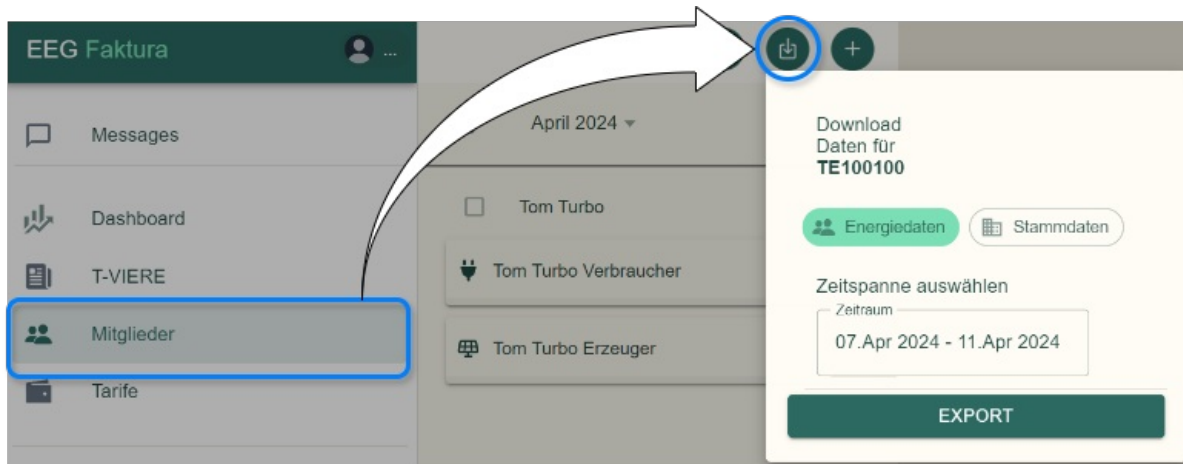 EEG Faktura
...
Messages
Dashboard
T-VIERE
Mitglieder
Tarife
April 2024
Tom Turbo
Tom Turbo Verbraucher
Tom Turbo Erzeuger
Download
Daten für
TE100100
Energiedaten
Stammdaten
Zeitspanne auswählen
Zeitraum
07.Apr 2024 - 11.Apr 2024
EXPORT